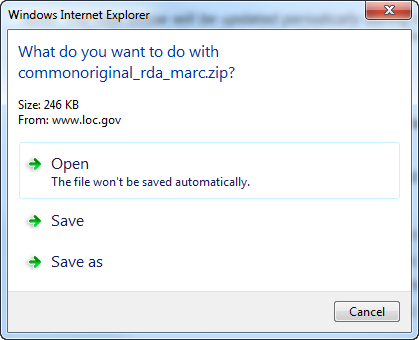 Windows Internet Explorer
What do you want to do with
commonoriginal_rda_marc.zip?
Size: 246 KB
From: www.loc.gov
Open
The file won't be saved automatically.
Save
Save as
Cancel